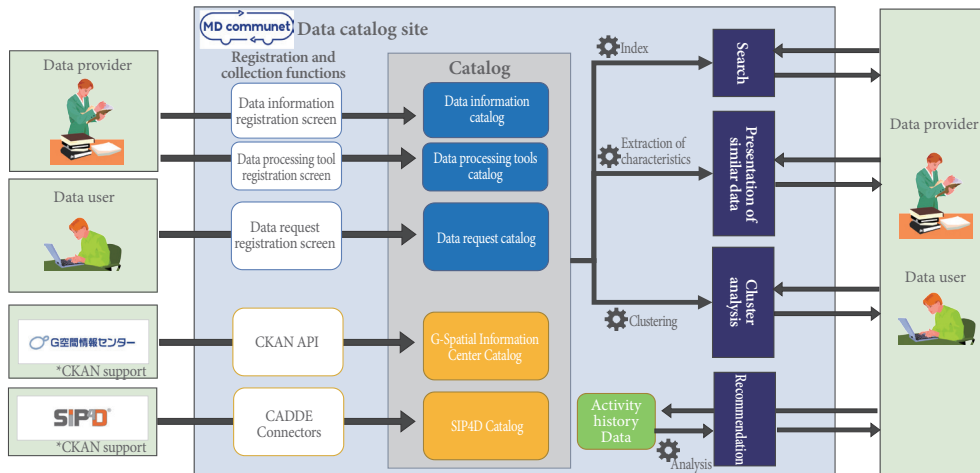 MD communet
Data catalog site
Data provider
Registration and
collection functions
Catalog
Index
Search
Data information
registration screen
Data information
catalog
Data processing tool
registration screen
Data processing tools
catalog
Extraction of
characteristics
Presentation of
similar data
Data provider
Data user
Data request
registration screen
Data request catalog
Cluster
analysis
Data user
Clustering
G空間情報センター
*CKAN support
CKAN API
G-Spatial Information
Center Catalog
SIP4D
*CKAN support
CADDE
Connectors
SIP4D Catalog
Activity
history
Data
Analysis
Recommendation